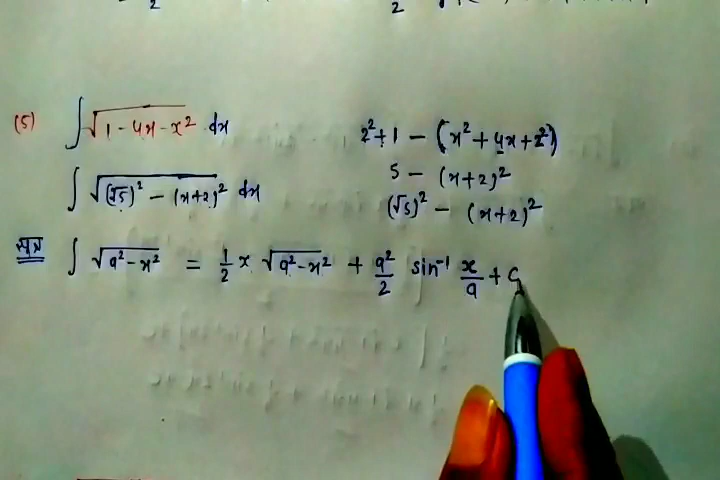 (5) ∫ √1 - 4x - x² dx
2² + 1 - (x² + 4x + 2²)
5 - (x+2)²
∫ √(√5)² - (x+2)² dx
(√5)² - (x+2)²
सूत्र ∫ √a² - x² = 1/2 x √a² - x² + a²/2 sin⁻¹ x/a + C